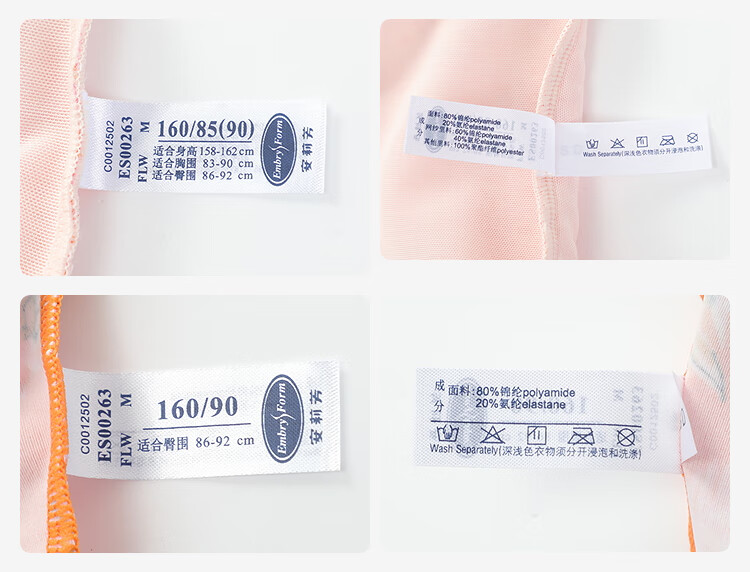 C0012502
ES00263
FLW M
160/85(90)
适合身高 158-162 cm
适合胸围 83-90 cm
适合臀围 86-92 cm
Embry Form
安莉芳
成分
面料: 80%锦纶polyamide
20%氨纶elastane
网纱里料: 60%锦纶polyamide
40%氨纶elastane
其他里料: 100%聚酯纤维polyester
Wash Separately(深浅色衣物须分开浸泡和洗涤)
C0012502
ES00263
FLW M
160/90
适合臀围 86-92 cm
Embry Form
安莉芳
成分
面料: 80%锦纶polyamide
20%氨纶elastane
Wash Separately(深浅色衣物须分开浸泡和洗涤)